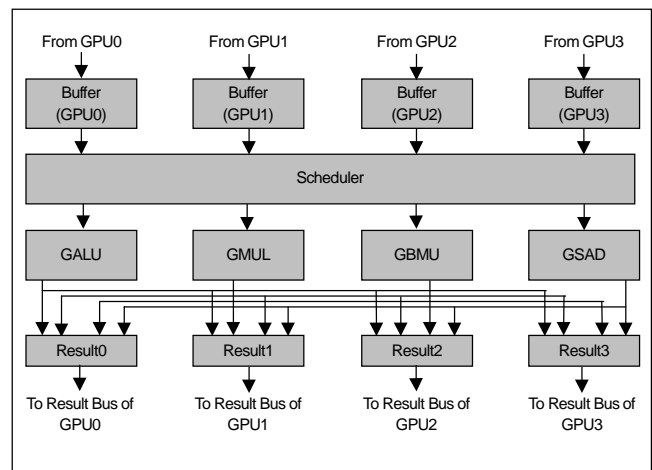 From GPU0 From GPU1 From GPU2 From GPU3
Buffer (GPU0)
Buffer (GPU1)
Buffer (GPU2)
Buffer (GPU3)
Scheduler
GALU GMUL GBMU GSAD
Result0 Result1 Result2 Result3
To Result Bus of GPU0
To Result Bus of GPU1
To Result Bus of GPU2
To Result Bus of GPU3